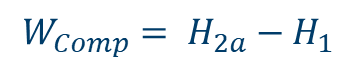 W_Comp = H_2a − H_1